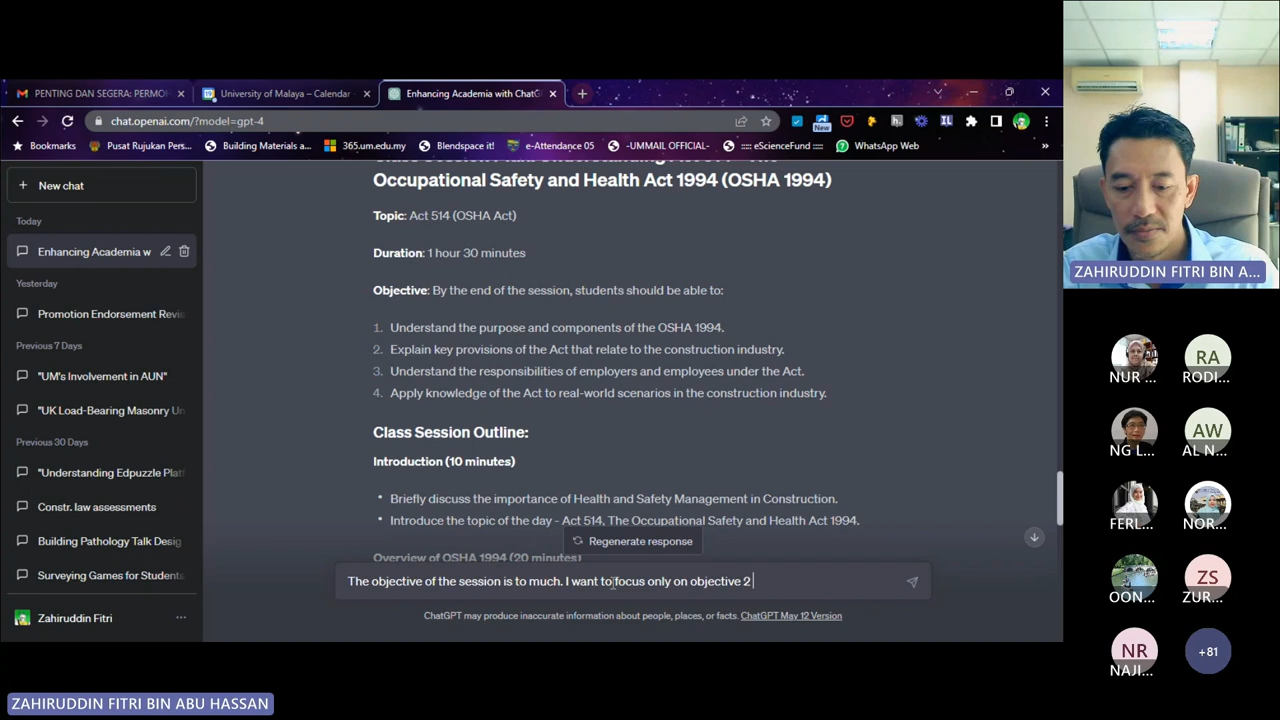 PENTING DAN SEGERA: PERMO
University of Malaya – Calendar
Enhancing Academia with ChatG
chat.openai.com/?model=gpt-4
New
Bookmarks
Pusat Rujukan Pers...
Building Materials a...
365.um.edu.my
Blendspace it!
e-Attendance 05
-UMMAIL OFFICIAL-
::::: eScienceFund ::::
WhatsApp Web
New chat
Today
Enhancing Academia w
Yesterday
Promotion Endorsement Revi
Previous 7 Days
"UM's Involvement in AUN"
"UK Load-Bearing Masonry Un
Previous 30 Days
"Understanding Edpuzzle Platf
Constr. law assessments
Building Pathology Talk Desig
Surveying Games for Students
Zahiruddin Fitri
Occupational Safety and Health Act 1994 (OSHA 1994)
Topic: Act 514 (OSHA Act)
Duration: 1 hour 30 minutes
Objective: By the end of the session, students should be able to:
1. Understand the purpose and components of the OSHA 1994.
2. Explain key provisions of the Act that relate to the construction industry.
3. Understand the responsibilities of employers and employees under the Act.
4. Apply knowledge of the Act to real-world scenarios in the construction industry.
Class Session Outline:
Introduction (10 minutes)
• Briefly discuss the importance of Health and Safety Management in Construction.
• Introduce the topic of the day - Act 514, The Occupational Safety and Health Act 1994.
Regenerate response
Overview of OSHA 1994 (20 minutes)
The objective of the session is to much. I want to focus only on objective 2
ChatGPT may produce inaccurate information about people, places, or facts. ChatGPT May 12 Version
ZAHIRUDDIN FITRI BIN A...
NUR ...
RA
RODI...
NG L...
AW
AL N...
FERL...
NOR...
OON...
ZS
ZUR...
NR
NAJI...
+81
ZAHIRUDDIN FITRI BIN ABU HASSAN